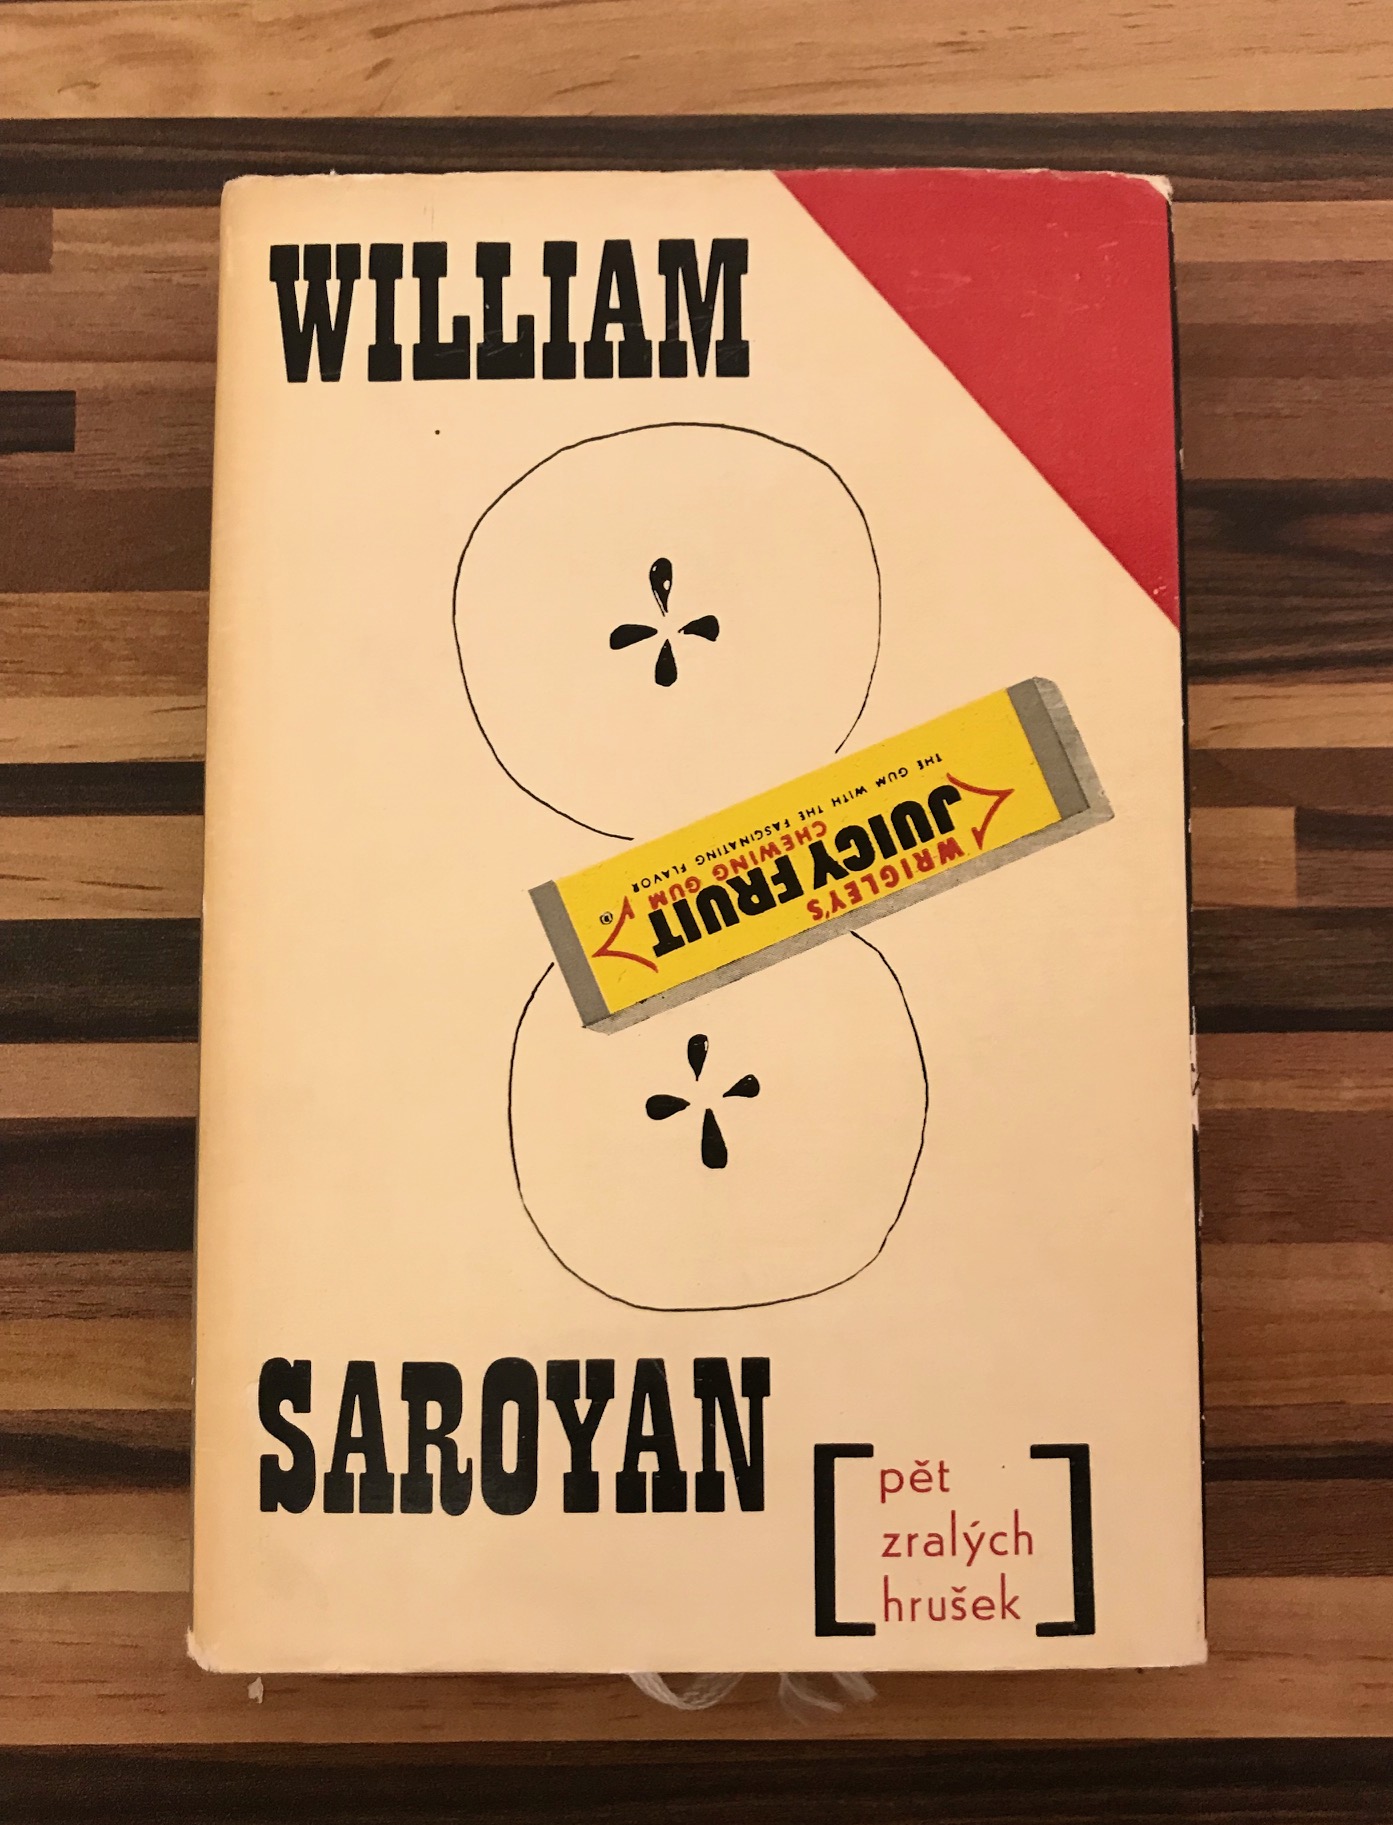 WILLIAM
WRIGLEY'S
JUICY FRUIT
CHEWING GUM
®
THE GUM WITH THE FASCINATING FLAVOR
SAROYAN
pět
zralých
hrušek